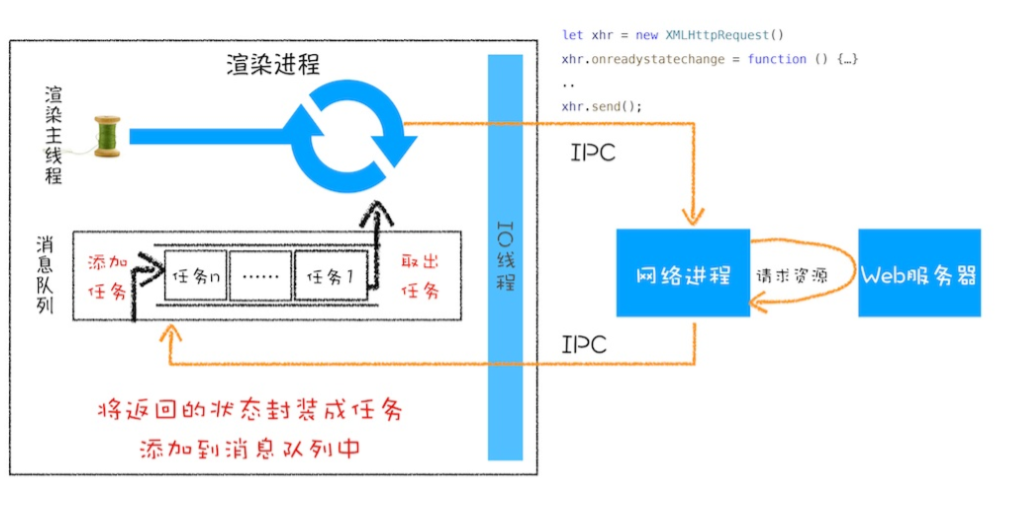 let xhr = new XMLHttpRequest()
xhr.onreadystatechange = function () {…}
..
xhr.send();
渲染进程
渲染主线程
IPC
消息队列
添加
任务
任务n
……
任务1
取出
任务
IO线程
网络进程
请求资源
Web服务器
IPC
将返回的状态封装成任务
添加到消息队列中